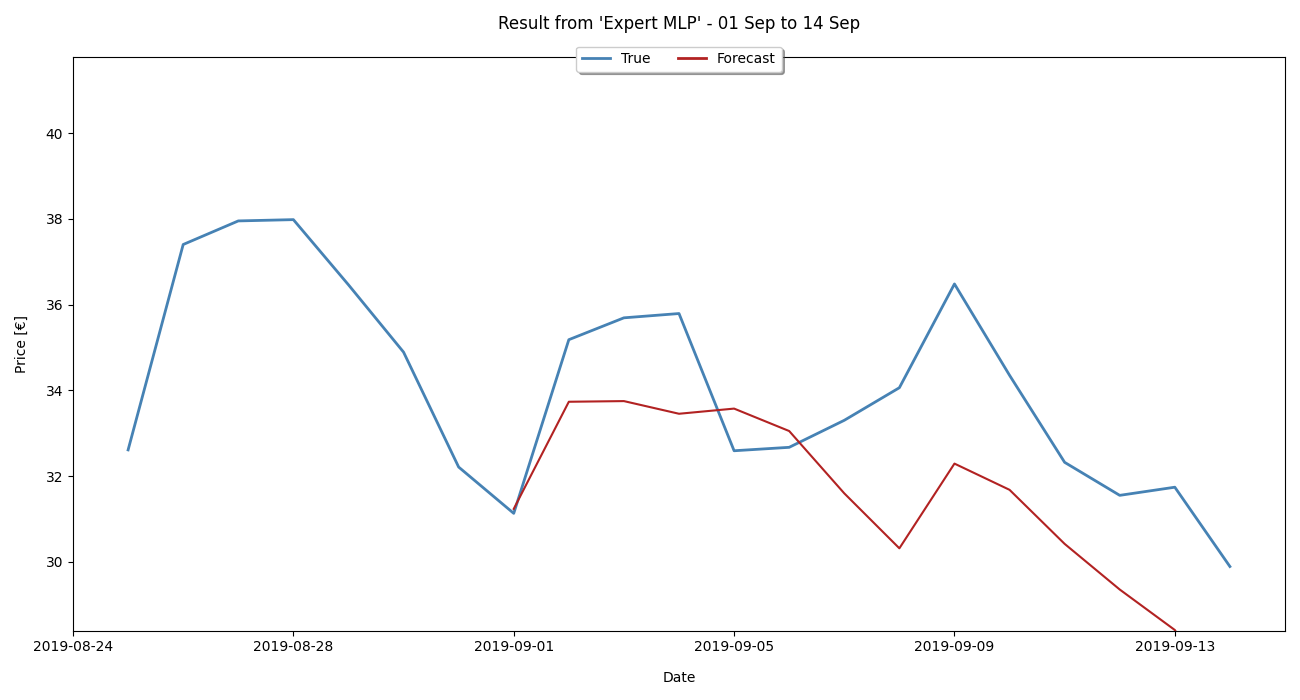 Result from 'Expert MLP' - 01 Sep to 14 Sep
True Forecast
Price [€]
40
38
36
34
32
30
2019-08-24 2019-08-28 2019-09-01 2019-09-05 2019-09-09 2019-09-13
Date